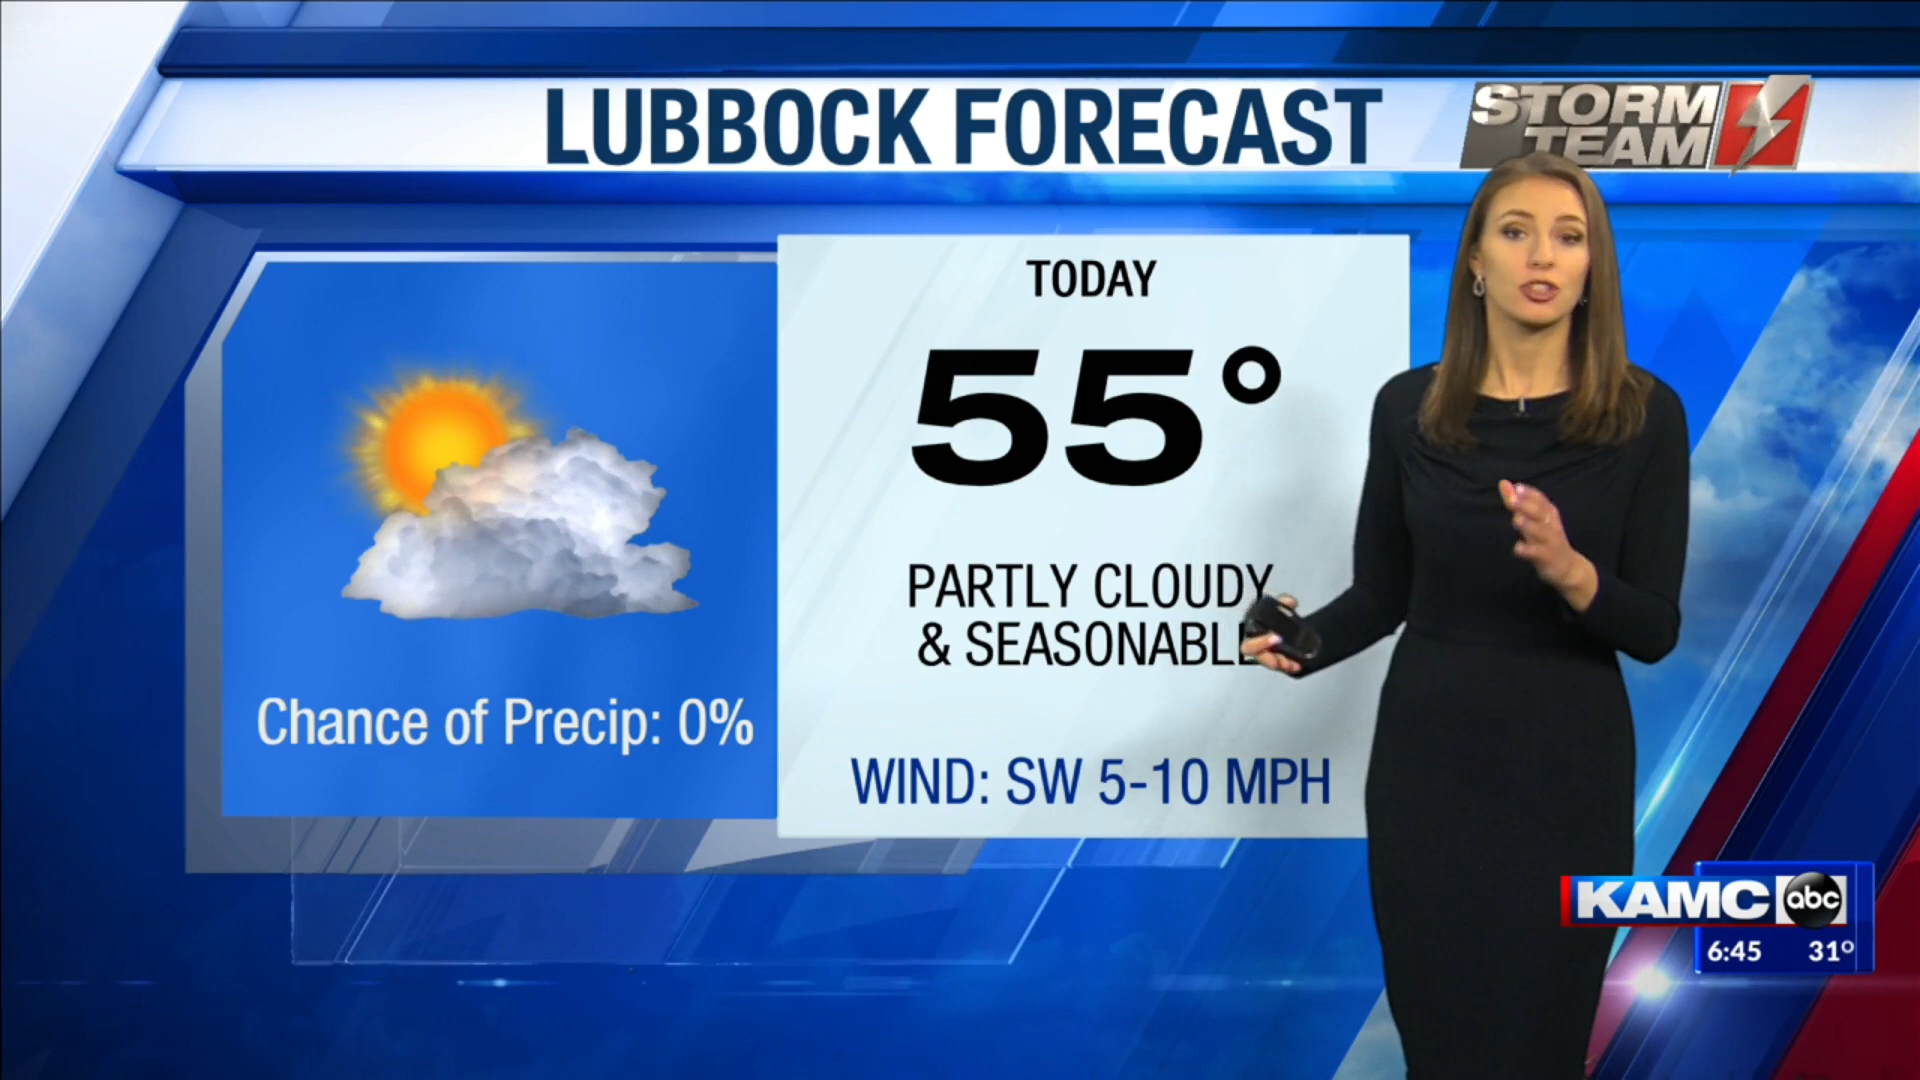 LUBBOCK FORECAST
STORM
TEAM
TODAY
55°
PARTLY CLOUDY
& SEASONABLE
Chance of Precip: 0%
WIND: SW 5-10 MPH
KAMC abc
6:45 31°